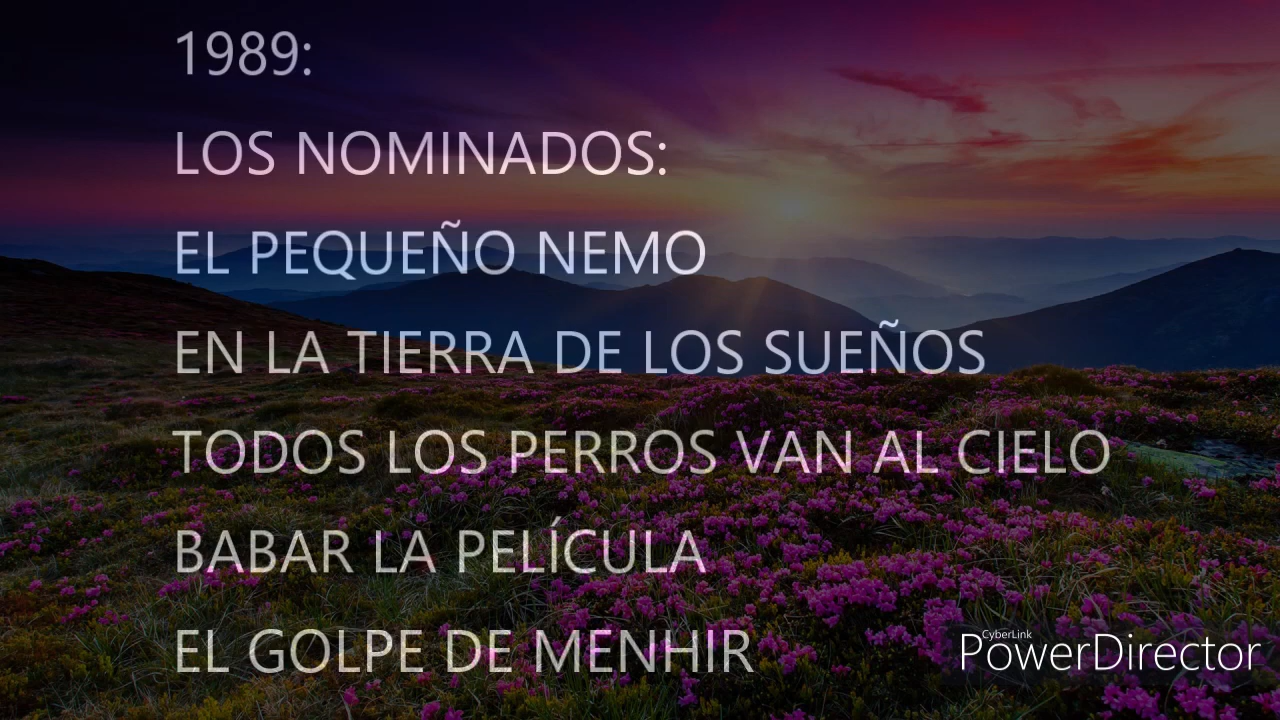 1989:
LOS NOMINADOS:
EL PEQUEÑO NEMO
EN LA TIERRA DE LOS SUEÑOS
TODOS LOS PERROS VAN AL CIELO
BABAR LA PELÍCULA
EL GOLPE DE MENHIR
CyberLink
PowerDirector